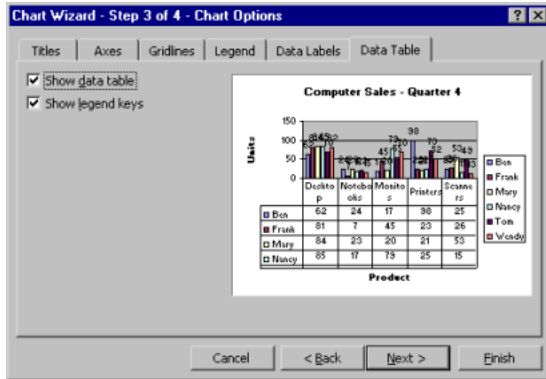 Chart Wizard - Step 3 of 4 - Chart Options
Titles Axes Gridlines Legend Data Labels Data Table
Show data table
Show legend keys
Computer Sales - Quarter 4
Units
150
100
50
0
98
Deskto p Notebo oks Monito s Printers Scanne rs
Ben 62 24 17 98 25
Frank 81 7 45 23 26
Mary 84 23 20 21 53
Nancy 85 17 79 25 15
Product
Ben
Frank
Mary
Nancy
Tom
Wendy
Cancel < Back Next > Finish